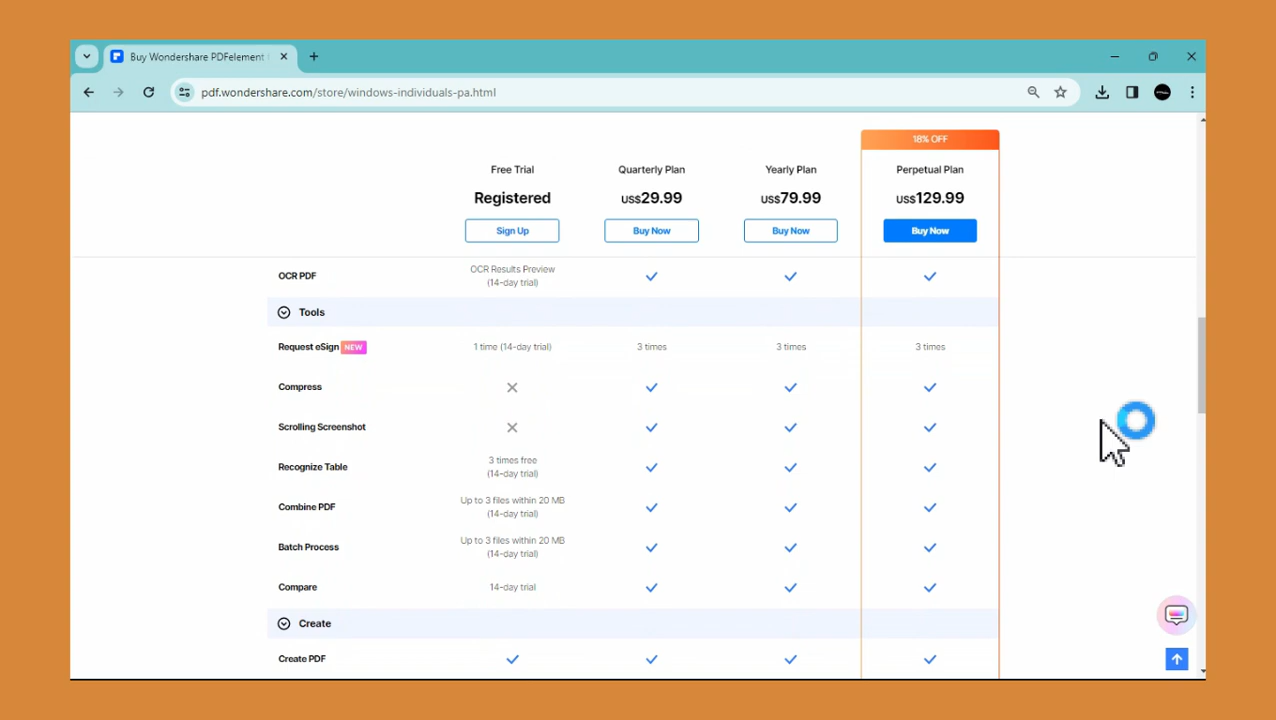 Buy Wondershare PDFelement
pdf.wondershare.com/store/windows-individuals-pa.html
18% OFF
Free Trial Quarterly Plan Yearly Plan Perpetual Plan
Registered US$29.99 US$79.99 US$129.99
Sign Up Buy Now Buy Now Buy Now
OCR PDF OCR Results Preview
(14-day trial)
Tools
Request eSign NEW 1 time (14-day trial) 3 times 3 times 3 times
Compress
Scrolling Screenshot
Recognize Table 3 times free
(14-day trial)
Combine PDF Up to 3 files within 20 MB
(14-day trial)
Batch Process Up to 3 files within 20 MB
(14-day trial)
Compare 14-day trial
Create
Create PDF